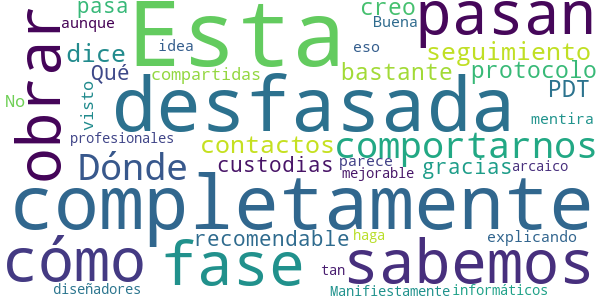 pasa
aunque
Esta
creo
Buena
pasan
obrar
dice
idea
eso
seguimiento
Qué
compartidas
bastante
protocolo
No
visto
desfasada
PDT
mentira
profesionales
contactos
comportarnos
Dónde
custodias
parece
mejorable
gracias
arcaico
completamente
cómo
fase
recomendable
haga
sabemos
explicando
tan
diseñadores
Manifiestamente
informáticos